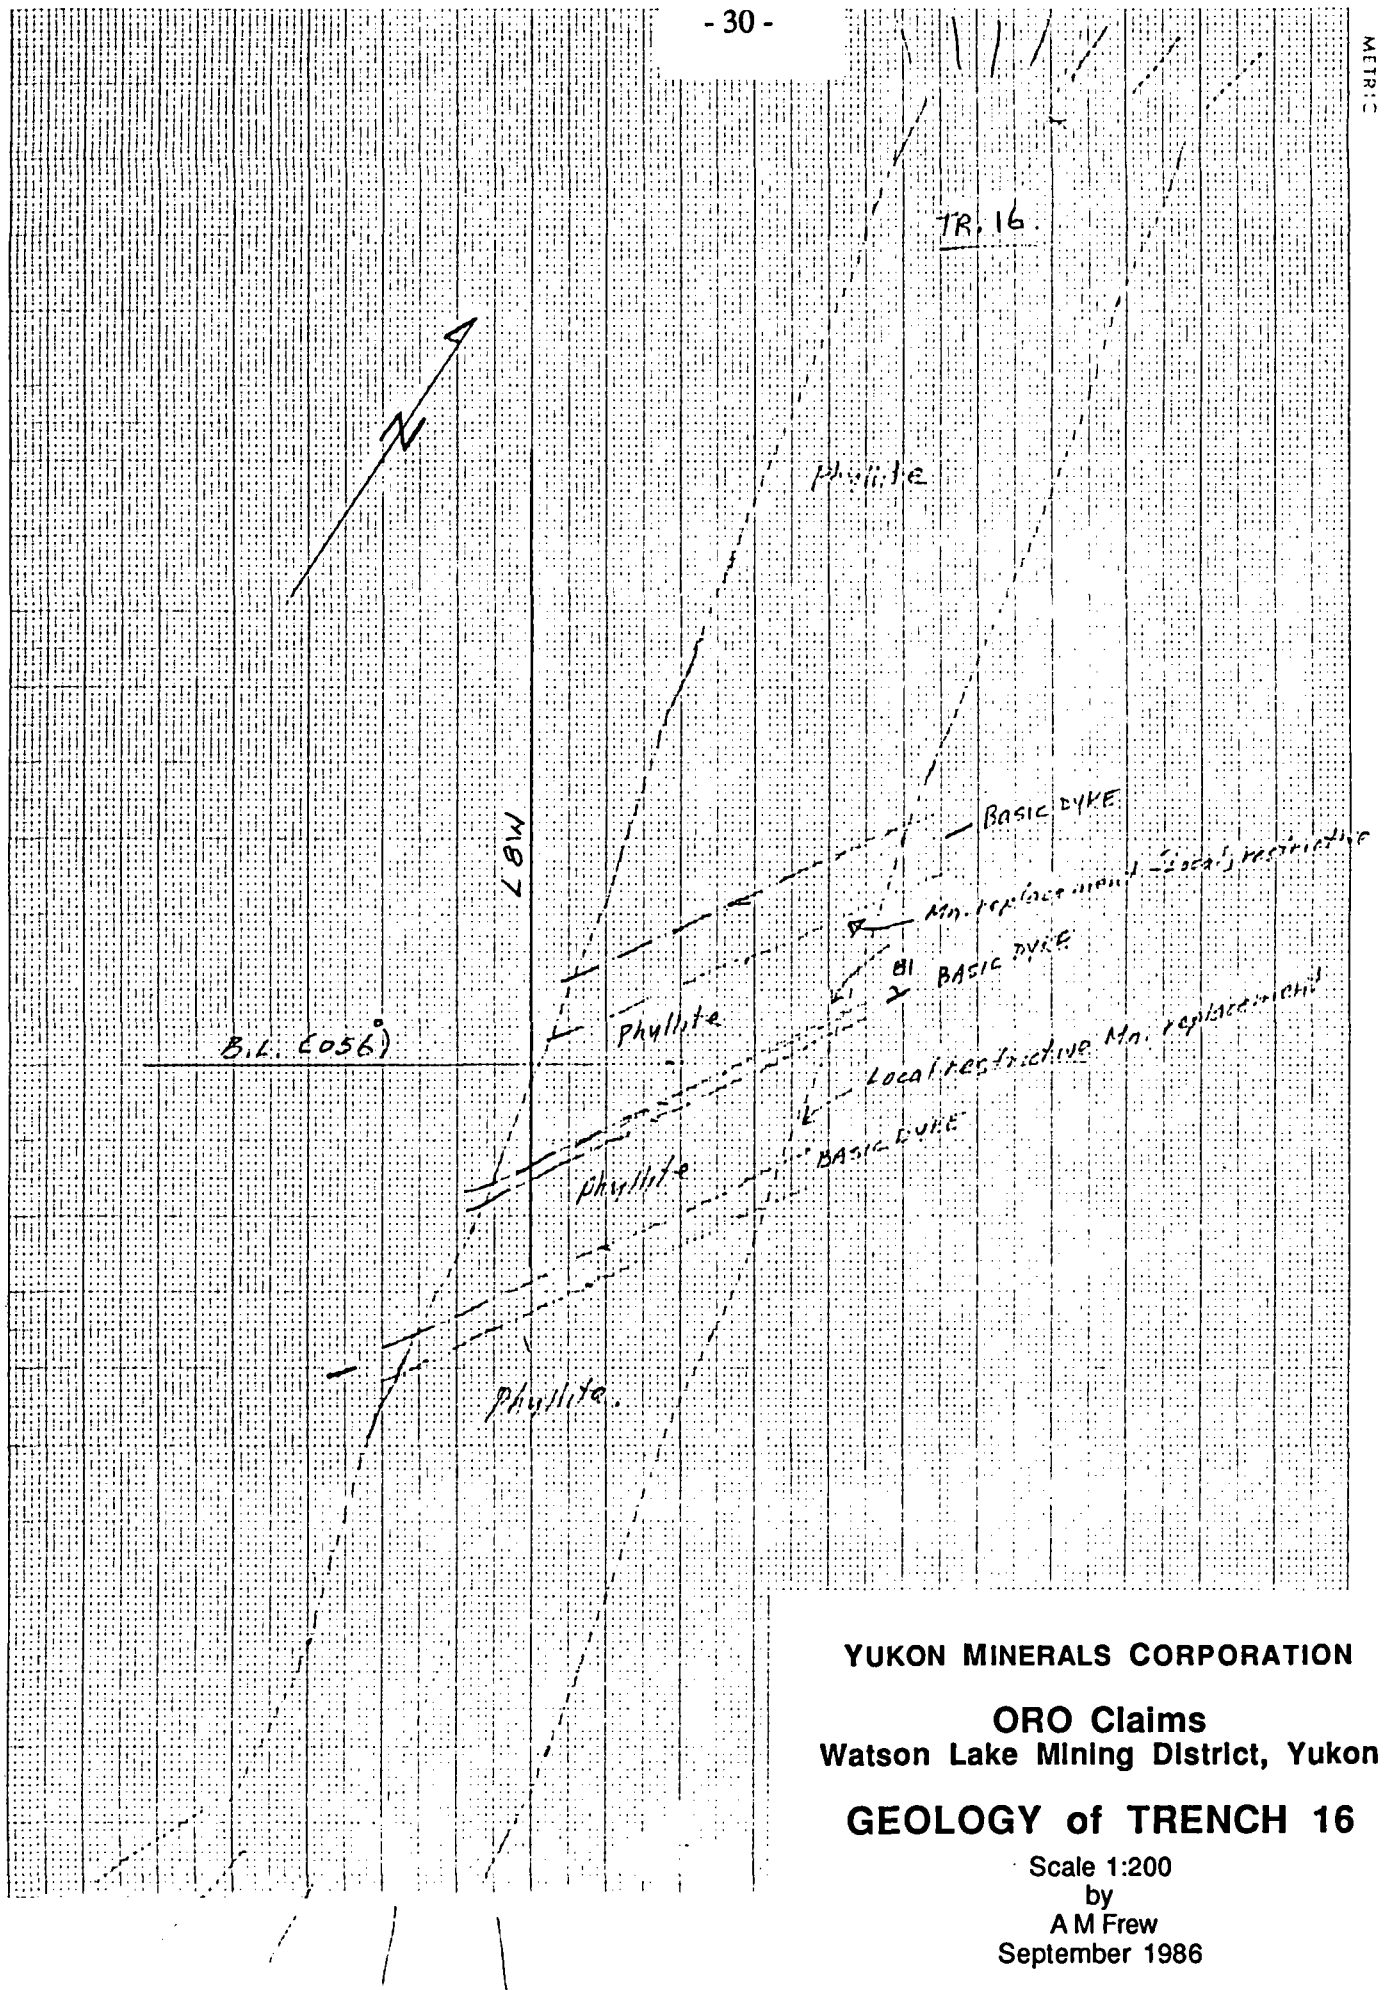 - 30 -
METRIC
TR. 16.
N
Phyllite
L 81W
BASIC DYKE
Mn. replacement - Local restrictive
81
BASIC DYKE
Phyllite
B.L. (056°)
Local restrictive Mn. replacement
BASIC DYKE
Phyllite
Phyllite.
YUKON MINERALS CORPORATION
ORO Claims
Watson Lake Mining District, Yukon
GEOLOGY of TRENCH 16
Scale 1:200
by
A M Frew
September 1986